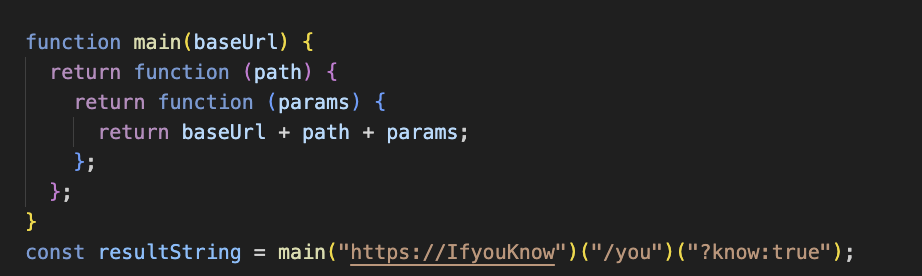 function main(baseUrl) {
  return function (path) {
    return function (params) {
      return baseUrl + path + params;
    };
  };
}
const resultString = main("https://IfyouKnow")("/you")("?know:true");